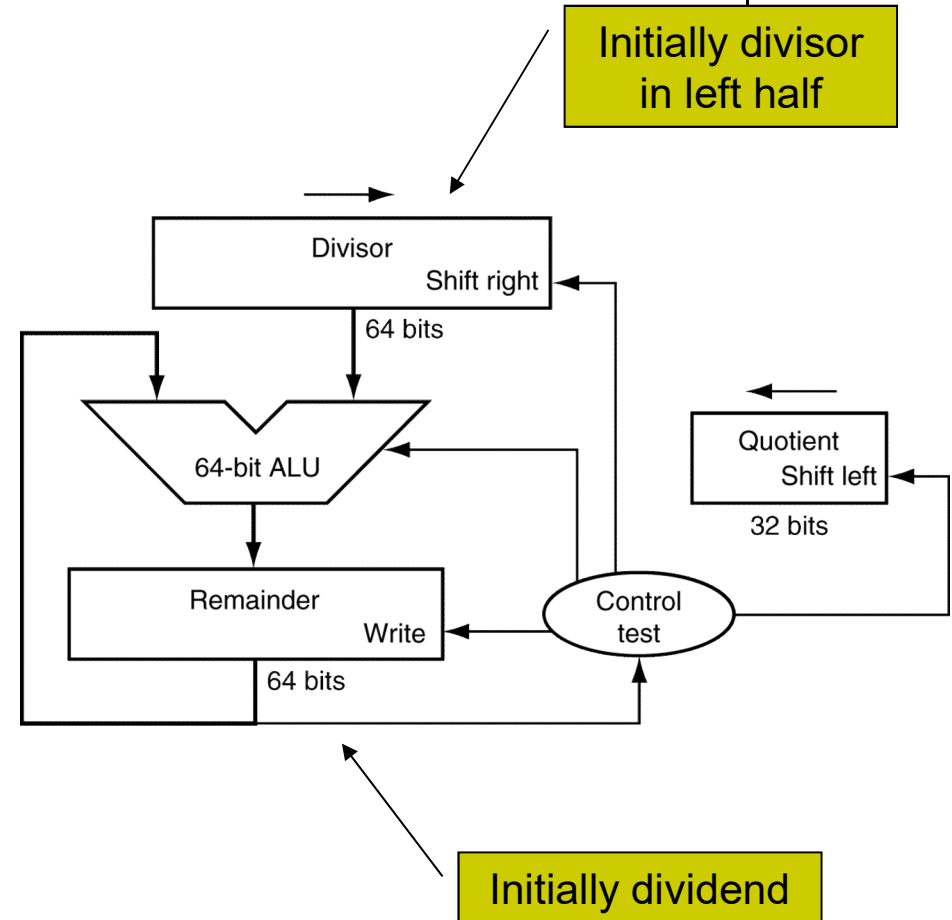 Initially divisor
in left half
Divisor
Shift right
64 bits
64-bit ALU
Quotient
Shift left
32 bits
Remainder
Write
Control
test
64 bits
Initially dividend